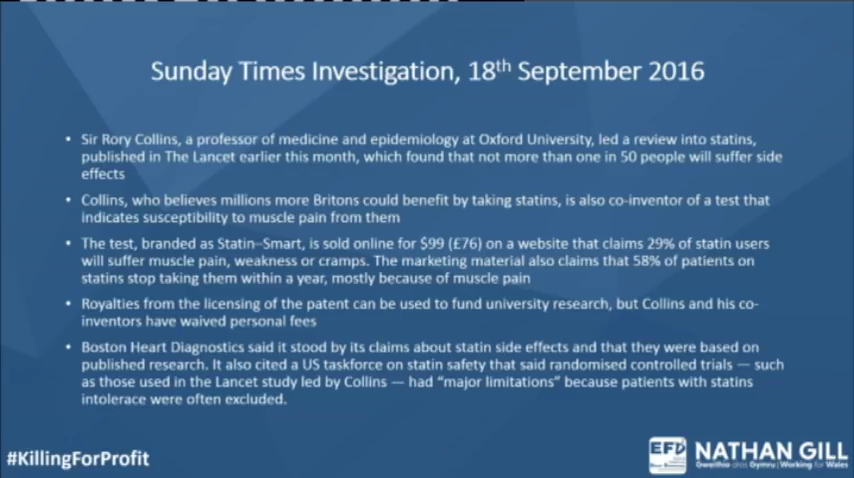 Sunday Times Investigation, 18th September 2016
• Sir Rory Collins, a professor of medicine and epidemiology at Oxford University, led a review into statins,
published in The Lancet earlier this month, which found that not more than one in 50 people will suffer side
effects
• Collins, who believes millions more Britons could benefit by taking statins, is also co-inventor of a test that
indicates susceptibility to muscle pain from them
• The test, branded as Statin–Smart, is sold online for $99 (£76) on a website that claims 29% of statin users
will suffer muscle pain, weakness or cramps. The marketing material also claims that 58% of patients on
statins stop taking them within a year, mostly because of muscle pain
• Royalties from the licensing of the patent can be used to fund university research, but Collins and his co-
inventors have waived personal fees
• Boston Heart Diagnostics said it stood by its claims about statin side effects and that they were based on
published research. It also cited a US taskforce on statin safety that said randomised controlled trials — such
as those used in the Lancet study led by Collins — had “major limitations” because patients with statins
intolerace were often excluded.
#KillingForProfit
EFD
NATHAN GILL
Gweithio dros Gymru | Working for Wales